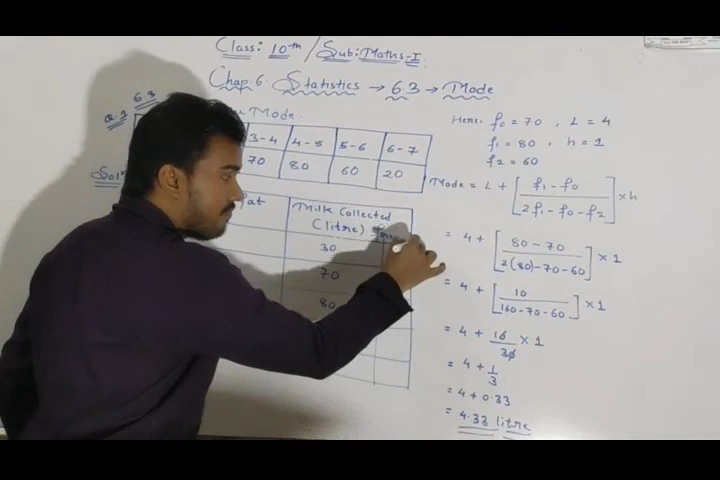 Class: 10th / Sub: Maths-I
Chap. 6. Statistics → 6.3 → Mode
6.3
Q.3
Mode.
3-4 4-5 5-6 6-7
70 80 60 20
Soln
fat Milk Collected
(litre)
30
70
80
Here, f0 = 70 , L = 4
f1 = 80 , h = 1
f2 = 60
Mode = L + [ f1 - f0 / 2f1 - f0 - f2 ] × h
= 4 + [ 80 - 70 / 2(80) - 70 - 60 ] × 1
= 4 + [ 10 / 160 - 70 - 60 ] × 1
= 4 + 10 / 30 × 1
= 4 + 1 / 3
= 4 + 0.33
= 4.33 litre